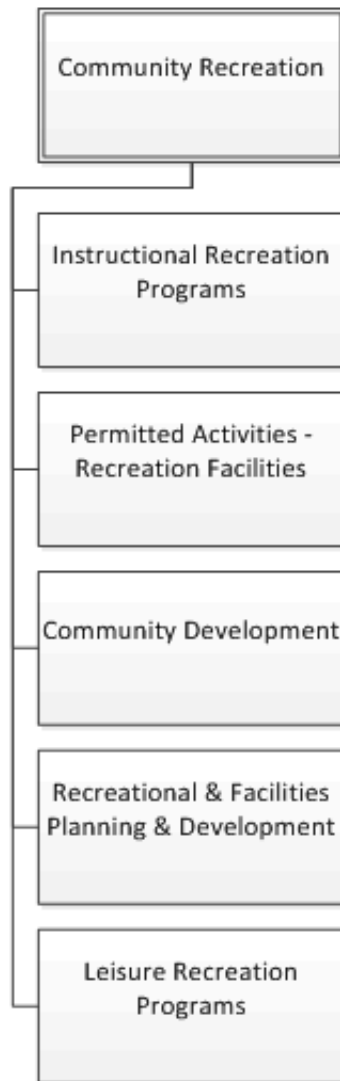 Community Recreation
Instructional Recreation
Programs
Permitted Activities -
Recreation Facilities
Community Development
Recreational & Facilities
Planning & Development
Leisure Recreation
Programs